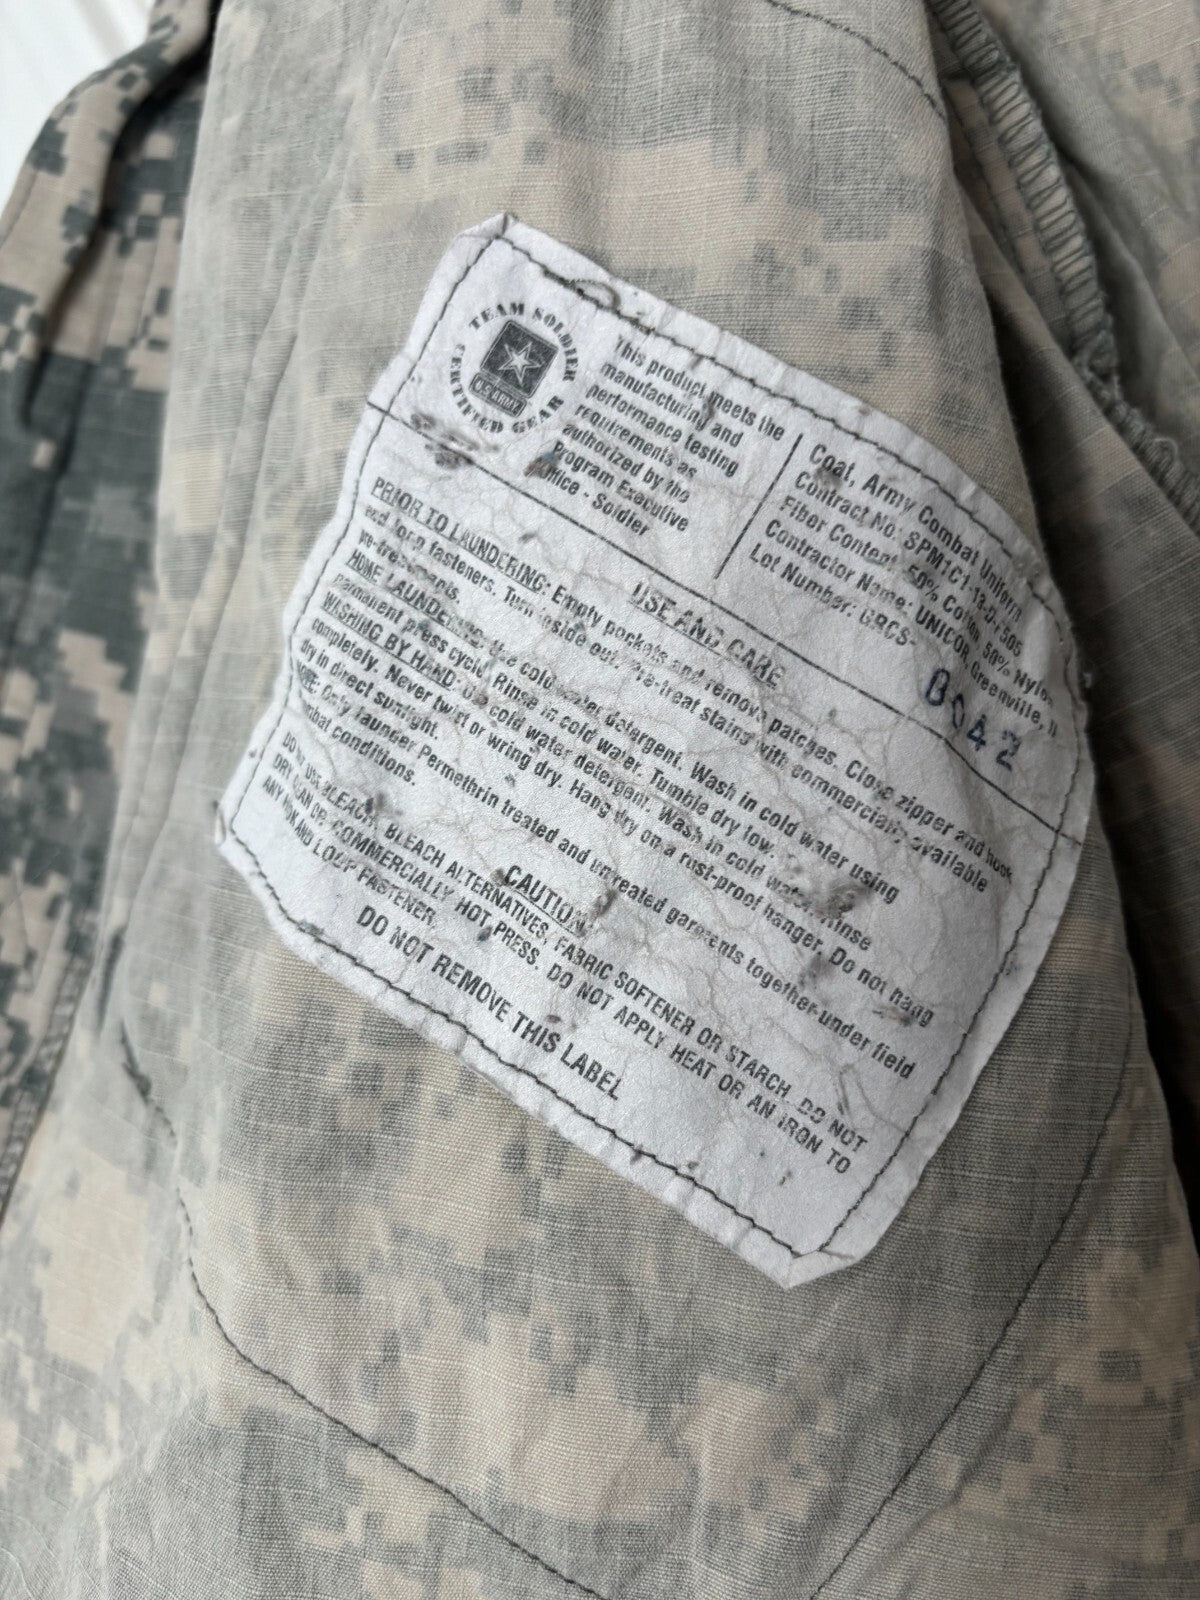 TEAM SOLDIER
CERTIFIED GEAR
U.S. ARMY
This product meets the
manufacturing and
performance testing
requirements as
authorized by the
Program Executive
Office - Soldier
Coat, Army Combat Uniform
Contract No: SPM1C1-13-D-
Fiber Content 50% Cotton 50% Nylon
Contractor Name: UNICOR, Greenville,
Lot Number: GRCS-
B042
USE AND CARE
PRIOR TO LAUNDERING: Empty pockets and remove patches. Close zipper and hook
and loop fasteners. Turn inside out. Pre-treat stains with commercially available
HOME LAUNDERING: cold water detergent. Wash in cold water using
permanent press cycle. Rinse in cold water. Tumble dry low.
WASHING BY HAND: Use cold water detergent. Wash in cold water. Rinse
completely. Never twist or wring dry. Hang dry on a rust-proof hanger. Do not hang
dry in direct sunlight.
Only launder Permethrin treated and untreated garments together under field
combat conditions.
CAUTION:
DO NOT USE BLEACH, BLEACH ALTERNATIVES, FABRIC SOFTENER OR STARCH. DO NOT
DRY CLEAN OR COMMERCIALLY HOT PRESS. DO NOT APPLY HEAT OR AN IRON TO
ANY HOOK AND LOOP FASTENER.
DO NOT REMOVE THIS LABEL